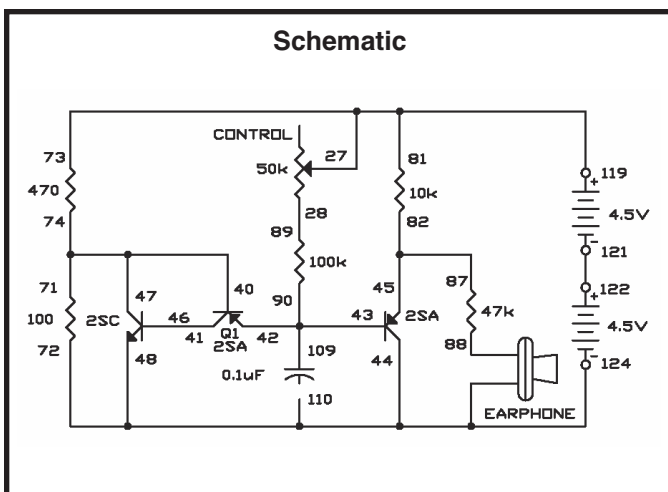 Schematic
CONTROL
73
50k
27
81
119
470
10k
4.5V
74
28
82
89
121
100k
71
47
40
90
45
87
122
100
2SC
46
43
2SA
47k
4.5V
41
Q1
42
72
48
2SA
109
44
88
124
0.1uF
110
EARPHONE